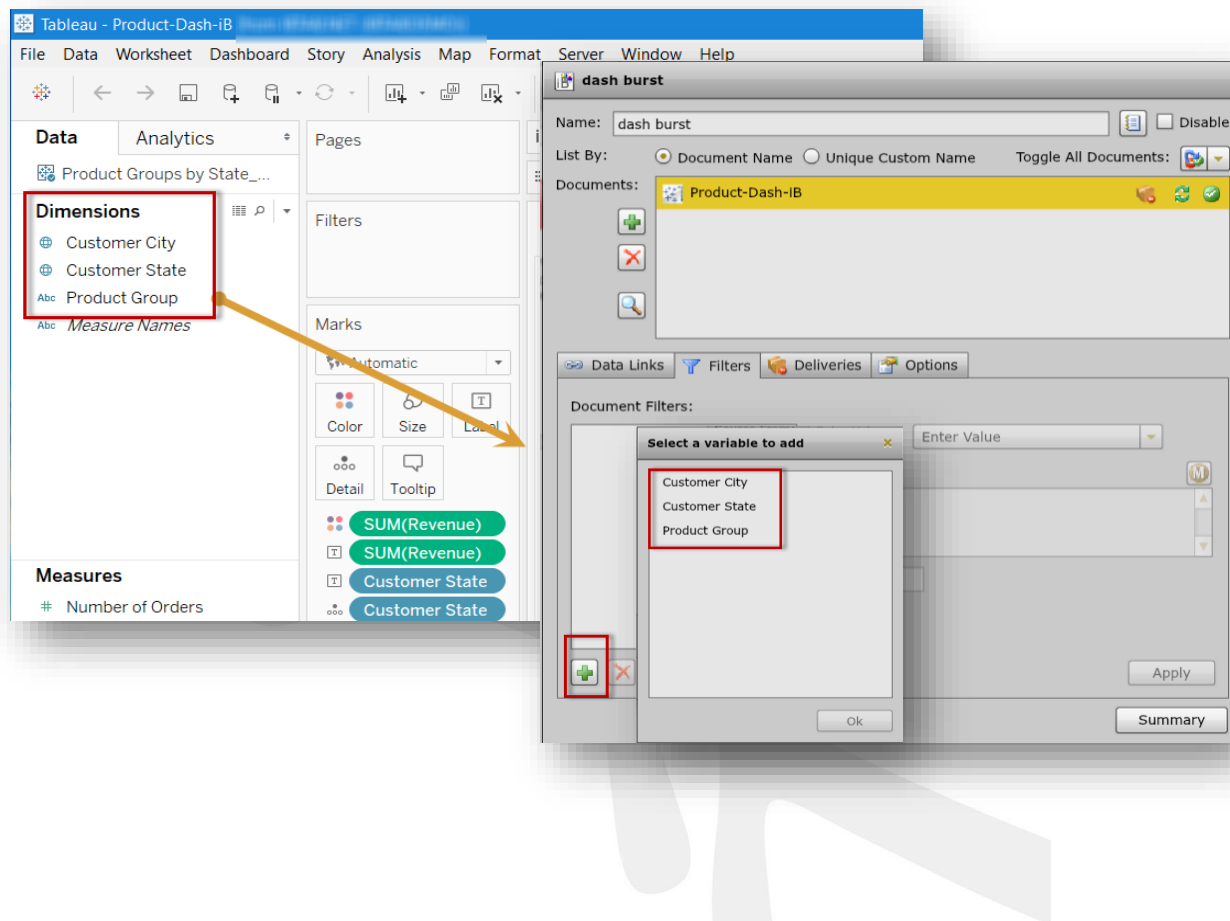 Tableau - Product-Dash-iB
File Data Worksheet Dashboard Story Analysis Map Format Server Window Help
Data Analytics
Product Groups by State_...
Dimensions
Customer City
Customer State
Abc Product Group
Abc Measure Names
Measures
# Number of Orders
Pages
Filters
Marks
Automatic
Color Size Label
Detail Tooltip
SUM(Revenue)
T SUM(Revenue)
T Customer State
Customer State
dash burst
Name: dash burst Disable
List By: Document Name Unique Custom Name Toggle All Documents:
Documents: Product-Dash-iB
Data Links Filters Deliveries Options
Document Filters:
Enter Value
M
Select a variable to add x
Customer City
Customer State
Product Group
Ok
Apply
Summary